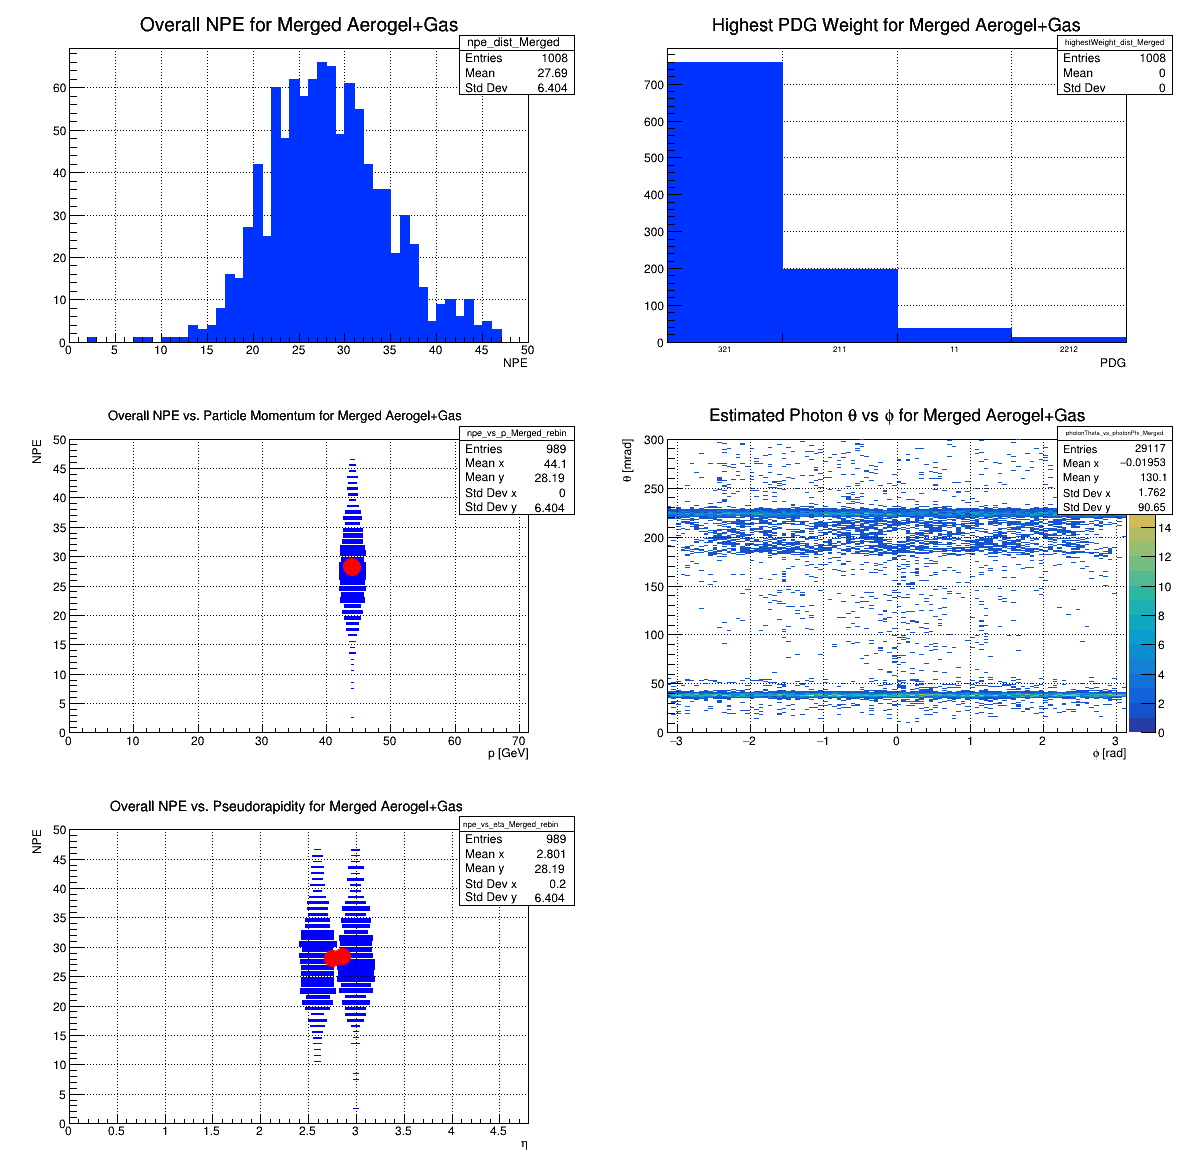 Overall NPE for Merged Aerogel+Gas
npe_dist_Merged
Entries 1008
Mean 27.69
Std Dev 6.404
60
50
40
30
20
10
0
0 5 10 15 20 25 30 35 40 45 50
NPE
Highest PDG Weight for Merged Aerogel+Gas
highestWeight_dist_Merged
Entries 1008
Mean 0
Std Dev 0
700
600
500
400
300
200
100
0
321 211 11 2212
PDG
Overall NPE vs. Particle Momentum for Merged Aerogel+Gas
npe_vs_p_Merged_rebin
Entries 989
Mean x 44.1
Mean y 28.19
Std Dev x 0
Std Dev y 6.404
NPE
50
45
40
35
30
25
20
15
10
5
0
0 10 20 30 40 50 60 70
p [GeV]
Estimated Photon θ vs ϕ for Merged Aerogel+Gas
photonTheta_vs_photonPhi_Merged
Entries 29117
Mean x −0.01953
Mean y 130.1
Std Dev x 1.762
Std Dev y 90.65
θ [mrad]
300
250
200
150
100
50
0
−3 −2 −1 0 1 2 3
ϕ [rad]
14
12
10
8
6
4
2
0
Overall NPE vs. Pseudorapidity for Merged Aerogel+Gas
npe_vs_eta_Merged_rebin
Entries 989
Mean x 2.801
Mean y 28.19
Std Dev x 0.2
Std Dev y 6.404
NPE
50
45
40
35
30
25
20
15
10
5
0
0 0.5 1 1.5 2 2.5 3 3.5 4 4.5
η